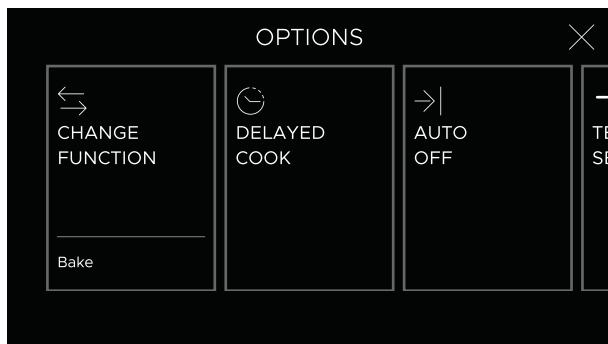 OPTIONS
CHANGE
FUNCTION
Bake
DELAYED
COOK
AUTO
OFF